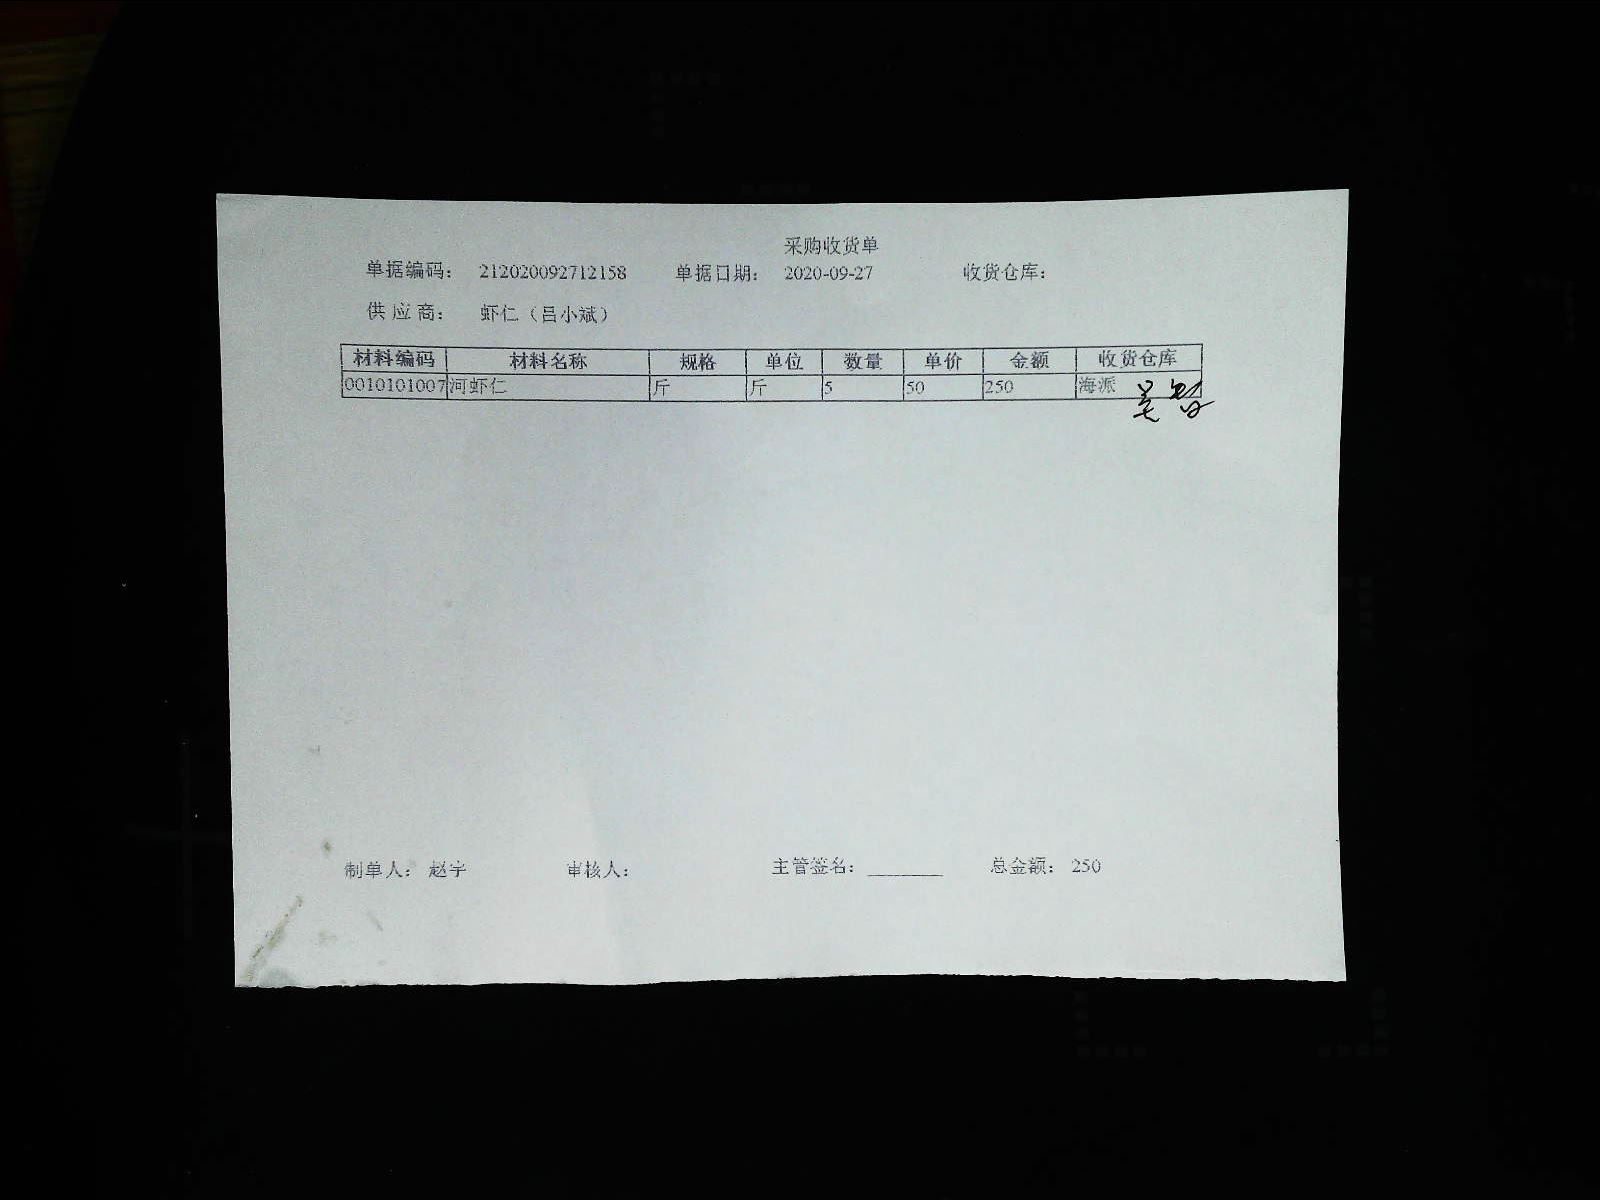 采购收货单
单据编码: 212020092712158 单据日期: 2020-09-27 收货仓库:
供应商: 虾仁(吕小斌)
材料编码 材料名称 规格 单位 数量 单价 金额 收货仓库
0010101007 河虾仁 斤 斤 5 50 250 海派
制单人: 赵宇 审核人: 主管签名: ________ 总金额: 250